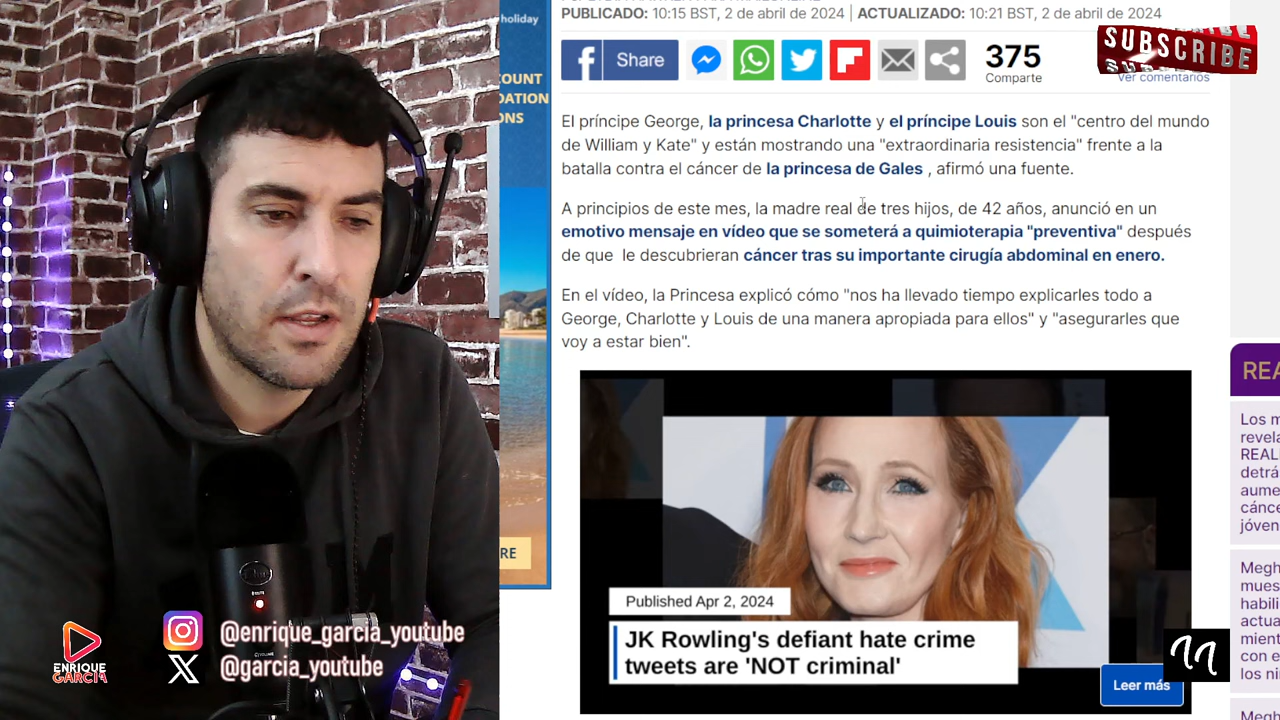 holiday
OUNT
DATION
ONS
PUBLICADO: 10:15 BST, 2 de abril de 2024 | ACTUALIZADO: 10:21 BST, 2 de abril de 2024
SUBSCRIBE
Share
375
Comparte
Ver comentarios
El príncipe George, la princesa Charlotte y el príncipe Louis son el "centro del mundo
de William y Kate" y están mostrando una "extraordinaria resistencia" frente a la
batalla contra el cáncer de la princesa de Gales , afirmó una fuente.
A principios de este mes, la madre real de tres hijos, de 42 años, anunció en un
emotivo mensaje en vídeo que se someterá a quimioterapia "preventiva" después
de que le descubrieran cáncer tras su importante cirugía abdominal en enero.
En el vídeo, la Princesa explicó cómo "nos ha llevado tiempo explicarles todo a
George, Charlotte y Louis de una manera apropiada para ellos" y "asegurarles que
voy a estar bien".
Published Apr 2, 2024
JK Rowling's defiant hate crime
tweets are 'NOT criminal'
Leer más
RE
REA
Los m
revela
REALI
detrá
aume
cánce
jóven
Megh
mues
habili
actua
mient
con e
los ni
Megh
blue
ENRIQUE
GARCIA
@enrique_garcia_youtube
@garcia_youtube